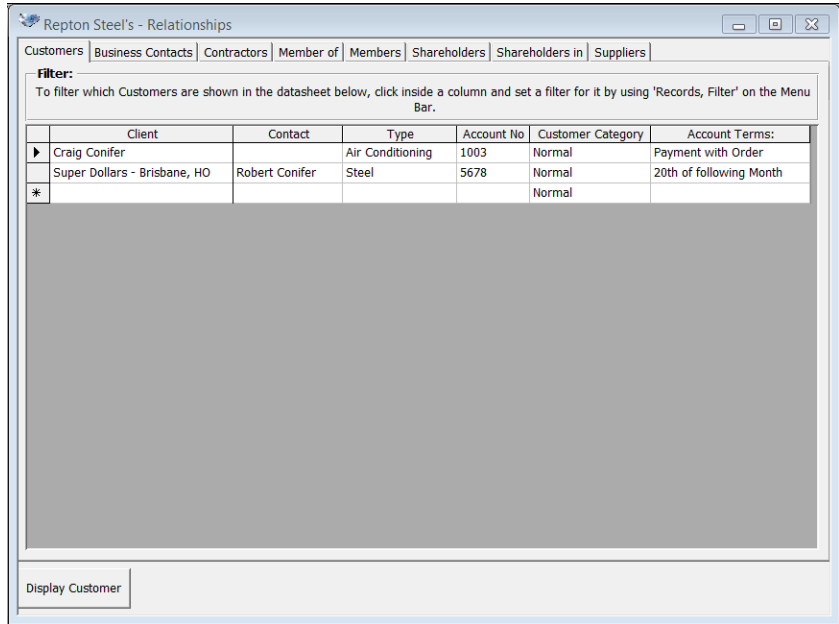 Repton Steel's - Relationships
Customers Business Contacts Contractors Member of Members Shareholders Shareholders in Suppliers
Filter:
To filter which Customers are shown in the datasheet below, click inside a column and set a filter for it by using 'Records, Filter' on the Menu
Bar.
Client Contact Type Account No Customer Category Account Terms:
Craig Conifer Air Conditioning 1003 Normal Payment with Order
Super Dollars - Brisbane, HO Robert Conifer Steel 5678 Normal 20th of following Month
* Normal
Display Customer